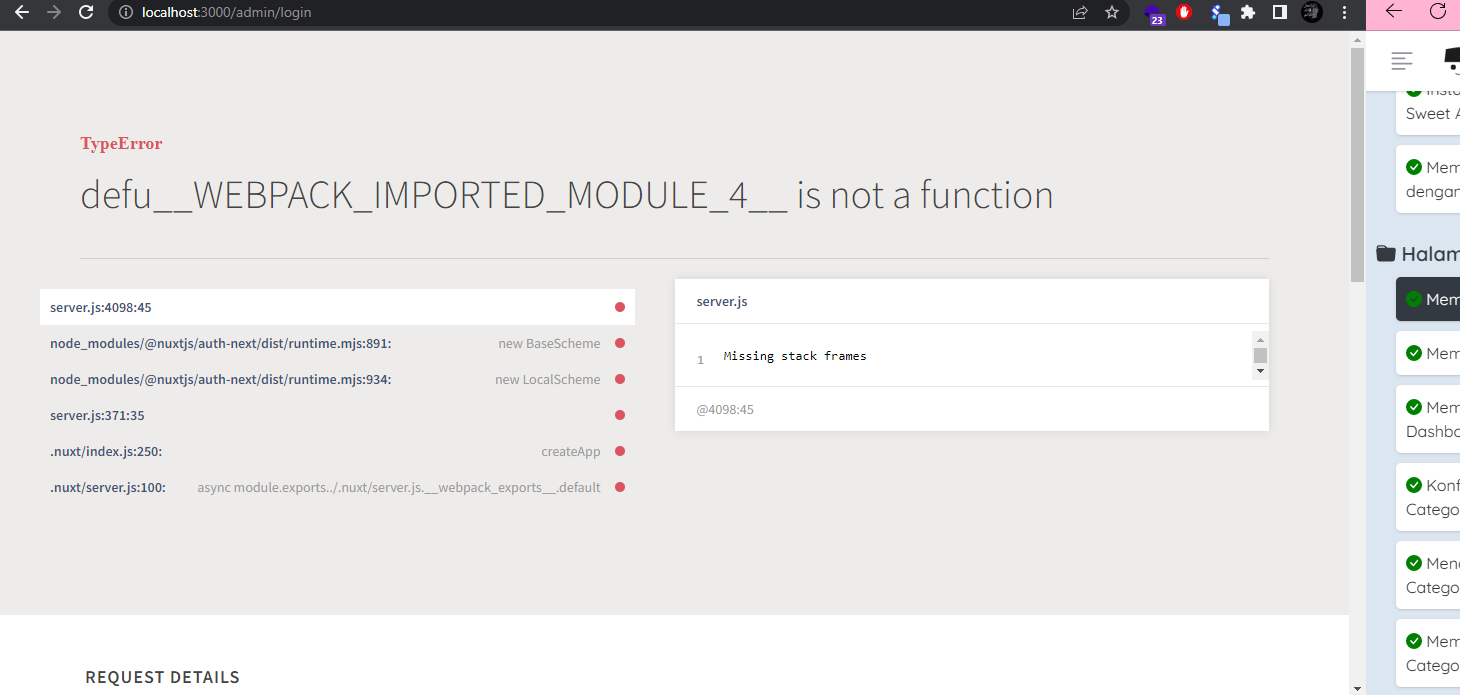 localhost:3000/admin/login
23
TypeError
defu__WEBPACK_IMPORTED_MODULE_4__ is not a function
server.js:4098:45
node_modules/@nuxtjs/auth-next/dist/runtime.mjs:891: new BaseScheme
node_modules/@nuxtjs/auth-next/dist/runtime.mjs:934: new LocalScheme
server.js:371:35
.nuxt/index.js:250: createApp
.nuxt/server.js:100: async module.exports../.nuxt/server.js.__webpack_exports__.default
server.js
1 Missing stack frames
@4098:45
REQUEST DETAILS
Sweet A
Mem
dengan
Halam
Mem
Mem
Mem
Dashbo
Konf
Catego
Catego
Mem
Catego